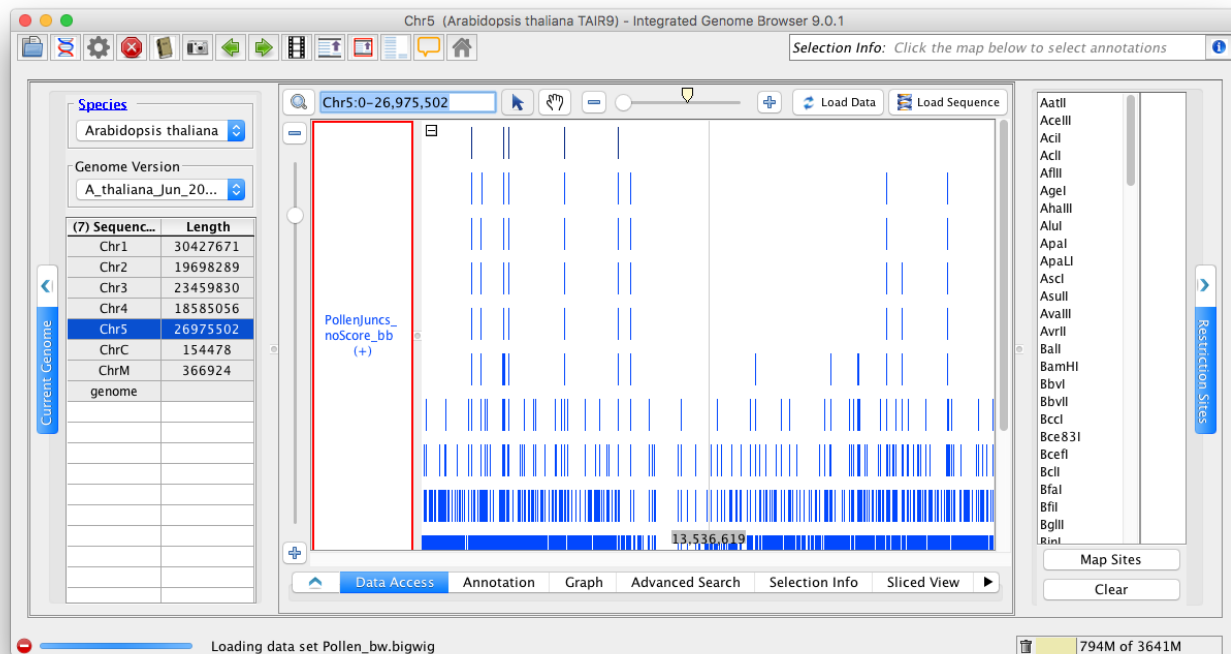 Chr5 (Arabidopsis thaliana TAIR9) - Integrated Genome Browser 9.0.1
Selection Info: Click the map below to select annotations
Species
Arabidopsis thaliana
Genome Version
A_thaliana_Jun_20...
(7) Sequenc... Length
Chr1 30427671
Chr2 19698289
Chr3 23459830
Chr4 18585056
Chr5 26975502
ChrC 154478
ChrM 366924
genome
Current Genome
Chr5:0-26,975,502
Load Data
Load Sequence
PollenJuncs_
noScore_bb
(+)
13,536,619
Data Access Annotation Graph Advanced Search Selection Info Sliced View
AatII
AceIII
AciI
AclI
AflII
AgeI
AhaIII
AluI
ApaI
ApaLI
AscI
AsuII
AvaIII
AvrII
BalI
BamHI
BbvI
BbvII
BccI
Bce83I
BcefI
BclI
BfaI
BfiI
BglII
BinI
Restriction Sites
Map Sites
Clear
Loading data set Pollen_bw.bigwig
794M of 3641M